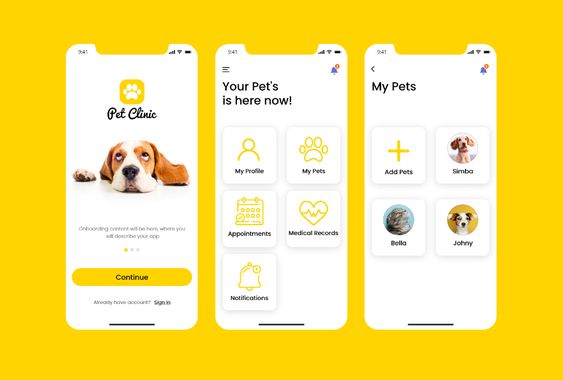 9:41
Pet Clinic
Onboarding content will be here, where you
will describe your app
Continue
Already have account? Sign in
9:41
Your Pet's
is here now!
My Profile
My Pets
Appointments
Medical Records
Notifications
9:41
My Pets
Add Pets
Simba
Bella
Johny